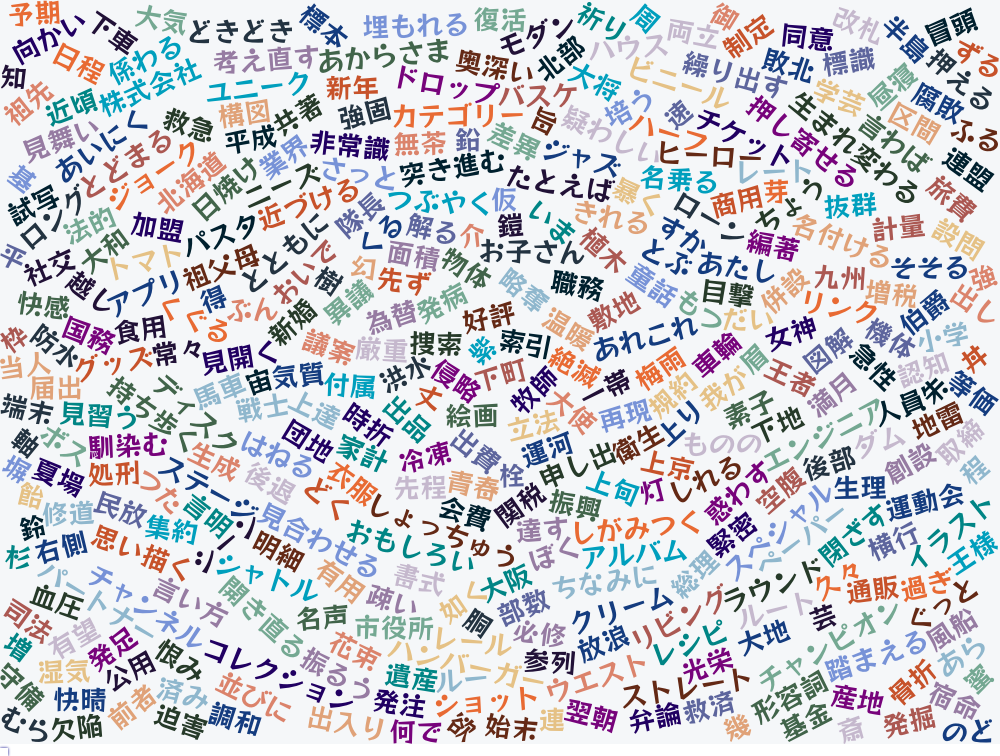 予期
大気
どきどき
標本
埋もれる
復活
祈り
周
御
改札
冒頭
向かい
下車
モダン
両立
制定
同意
半島
ずる
日程
係わる
考え直す
あからさま
奥深い
北部
ハウス
繰り出す
敗北
標識
押える
知
祖先
近頃
株式会社
ユニーク
新年
ドロップ
バスケ
大将
ビニール
学芸
昼寝
腐敗
見舞い
構図
共著
強固
カテゴリー
旨
培う
速
チケット
押し寄せる
生まれ変わる
言わば
区間
ふる
救急
平成
非常識
無茶
鉛
差異
疑わしい
ハーフ
ヒーロー
レート
連盟
基
あいにく
とどまる
ジョーク
北海道
日焼け
業界
さっと
突き進む
ジャズ
名乗る
旅費
試写
ロング
ニーズ
近づける
つぶやく
仮
たとえば
暴く
商用
芽
抜群
法的
加盟
パスタ
隊長
解る
介
鎧
いま
きれる
ローン
ちょう
名付ける
計量
設問
平
社交
大和
トマト
祖父母
ともに
くる
面積
物体
お子さん
植木
とぶ
すか
あたし
編著
そそる
強
快感
越し
アプリ
得
と
おいで
樹
幻
先ず
略奪
職務
童話
目撃
併設
九州
増税
出し
枠
防水
国務
食用
くぐる
ぶん
新婚
異議
為替
発病
好評
温暖
敷地
もつ
だい
リンク
伯爵
当人
グッズ
常々
見聞く
議案
厳重
捜索
紫
索引
絶滅
あれこれ
車輪
女神
図解
機体
小学
丼
届出
持ち歩く
ディスク
馬車
宙
気質
付属
洪水
侵略
下町
牧師
一帯
梅雨
眉
王者
急性
認知
等価
端末
見習う
戦士
上達
時折
出品
丈
絵画
立法
大使
再現
規約
我が
素子
満月
人員
朱
軸
ボス
馴染む
生成
はねる
団地
家計
冷凍
出費
栓
運河
申し出
衛生
上り
ものの
下地
エンジニア
ダム
地雷
塀
夏場
処刑
つた
ステージ
後退
どく
衣服
先程
青春
関税
振興
上旬
灯
上京
しれる
惑わす
空腹
後部
創設
取締
飴
修道
民放
集約
言明
見合わせる
しょっちゅう
会費
達す
しがみつく
緊密
スペシャル
生理
運動会
程
鈴
杉
右側
思い描く
明細
おもしろい
ぼく
アルバム
総理
スペーパー
閉ざす
横行
イラスト
王様
パートナー
チャンネル
言い方
シャトル
有用
疎い
書式
如く
大阪
ちなみに
ラウンド
久々
通販
過ぎ
血圧
開き直る
名声
市役所
胴
部数
クリーム
リビング
ルート
芸
ぐっと
司法
有望
発足
恨み
コレクション
花束
レール
必修
放浪
レシピ
大地
チャンピオン
風船
増
湿気
公用
振るう
遺産
ハンバーガー
ルー
参列
ウエスト
光栄
踏まえる
あら
守備
快晴
前者
済み
並びに
発注
ショット
ストレート
形容詞
産地
骨折
宿命
蜜
むら
欠陥
迫害
調和
出入り
何で
命
始末
連
翌朝
弁論
救済
幾
基金
斎
発掘
のど